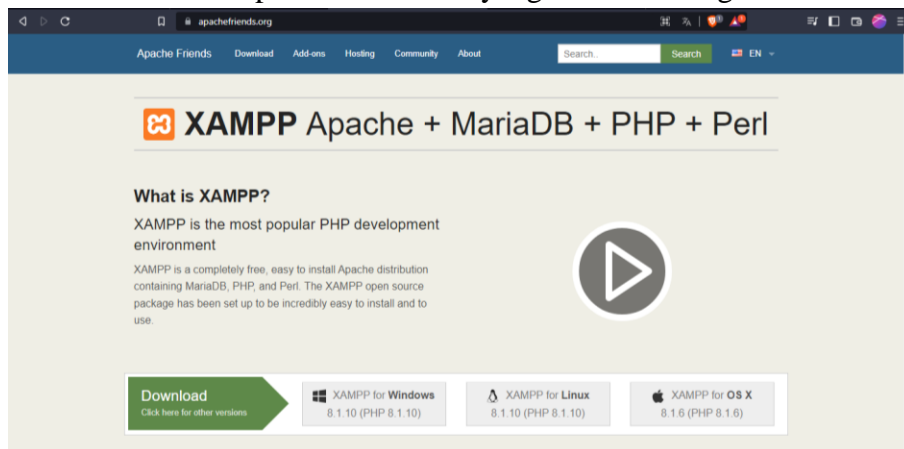 apachefriends.org
Apache Friends Download Add-ons Hosting Community About Search.. Search EN
XAMPP Apache + MariaDB + PHP + Perl
What is XAMPP?
XAMPP is the most popular PHP development
environment
XAMPP is a completely free, easy to install Apache distribution
containing MariaDB, PHP, and Perl. The XAMPP open source
package has been set up to be incredibly easy to install and to
use.
Download
Click here for other versions
XAMPP for Windows
8.1.10 (PHP 8.1.10)
XAMPP for Linux
8.1.10 (PHP 8.1.10)
XAMPP for OS X
8.1.6 (PHP 8.1.6)